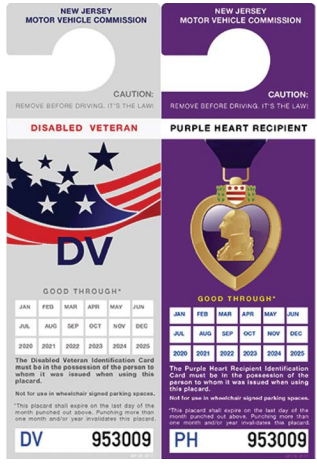 NEW JERSEY
MOTOR VEHICLE COMMISSION
CAUTION:
REMOVE BEFORE DRIVING. IT'S THE LAW!
DISABLED VETERAN
DV
GOOD THROUGH*
JAN FEB MAR APR MAY JUN
JUL AUG SEP OCT NOV DEC
2020 2021 2022 2023 2024 2025
The Disabled Veteran Identification Card
must be in the possession of the person to
whom it was issued when using this
placard.
Not for use in wheelchair signed parking spaces.
*This placard shall expire on the last day of the
month punched out above. Punching more than
one month and/or year invalidates this placard.
DV 953009
NEW JERSEY
MOTOR VEHICLE COMMISSION
CAUTION:
REMOVE BEFORE DRIVING. IT'S THE LAW!
PURPLE HEART RECIPIENT
GOOD THROUGH*
JAN FEB MAR APR MAY JUN
JUL AUG SEP OCT NOV DEC
2020 2021 2022 2023 2024 2025
The Purple Heart Recipient Identification
Card must be in the possession of the
person to whom it was issued when using
this placard.
Not for use in wheelchair signed parking spaces.
*This placard shall expire on the last day of the
month punched out above. Punching more than
one month and/or year invalidates this placard.
PH 953009